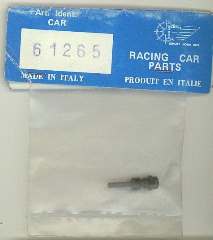 Art. Ident.
CAR
61265
MADE IN ITALY
RACING CAR
PARTS
PRODUIT EN ITALIE